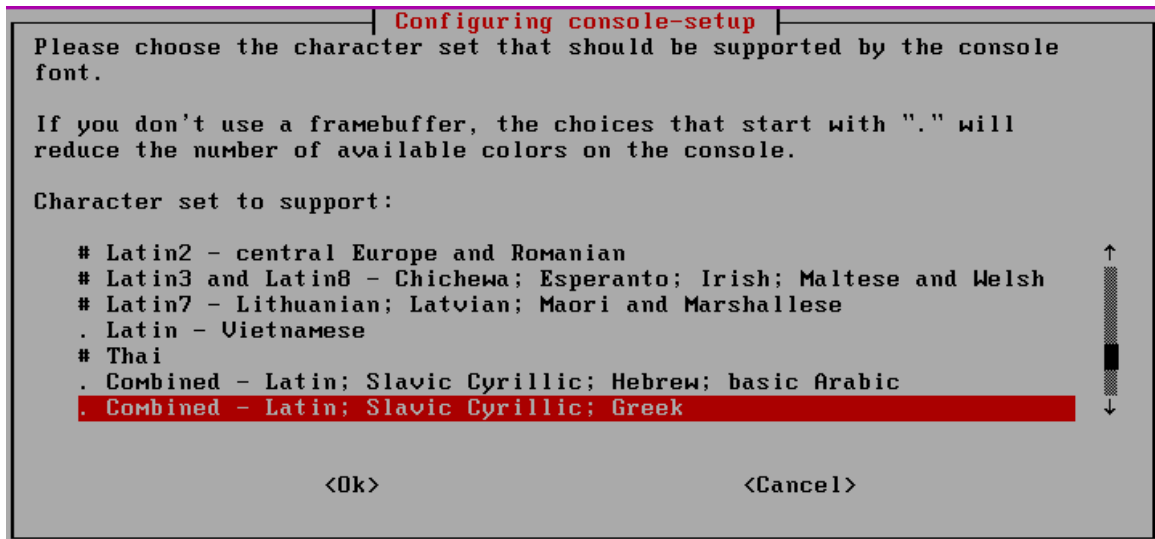 Configuring console-setup
Please choose the character set that should be supported by the console
font.
If you don't use a framebuffer, the choices that start with "." will
reduce the number of available colors on the console.
Character set to support:
# Latin2 - central Europe and Romanian
# Latin3 and Latin8 - Chichewa; Esperanto; Irish; Maltese and Welsh
# Latin7 - Lithuanian; Latvian; Maori and Marshallese
. Latin - Vietnamese
# Thai
. Combined - Latin; Slavic Cyrillic; Hebrew; basic Arabic
. Combined - Latin; Slavic Cyrillic; Greek
<Ok> <Cancel>